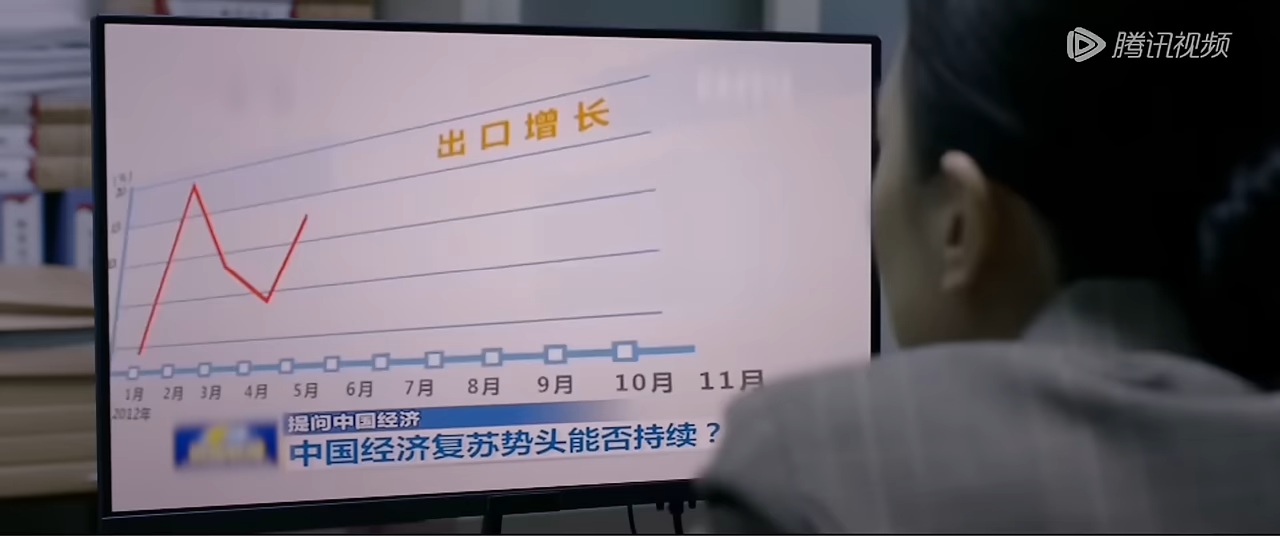 腾讯视频
出口增长
(%)
20
1月 2月 3月 4月 5月 6月 7月 8月 9月 10月 11月
2012年
提问中国经济
中国经济复苏势头能否持续？